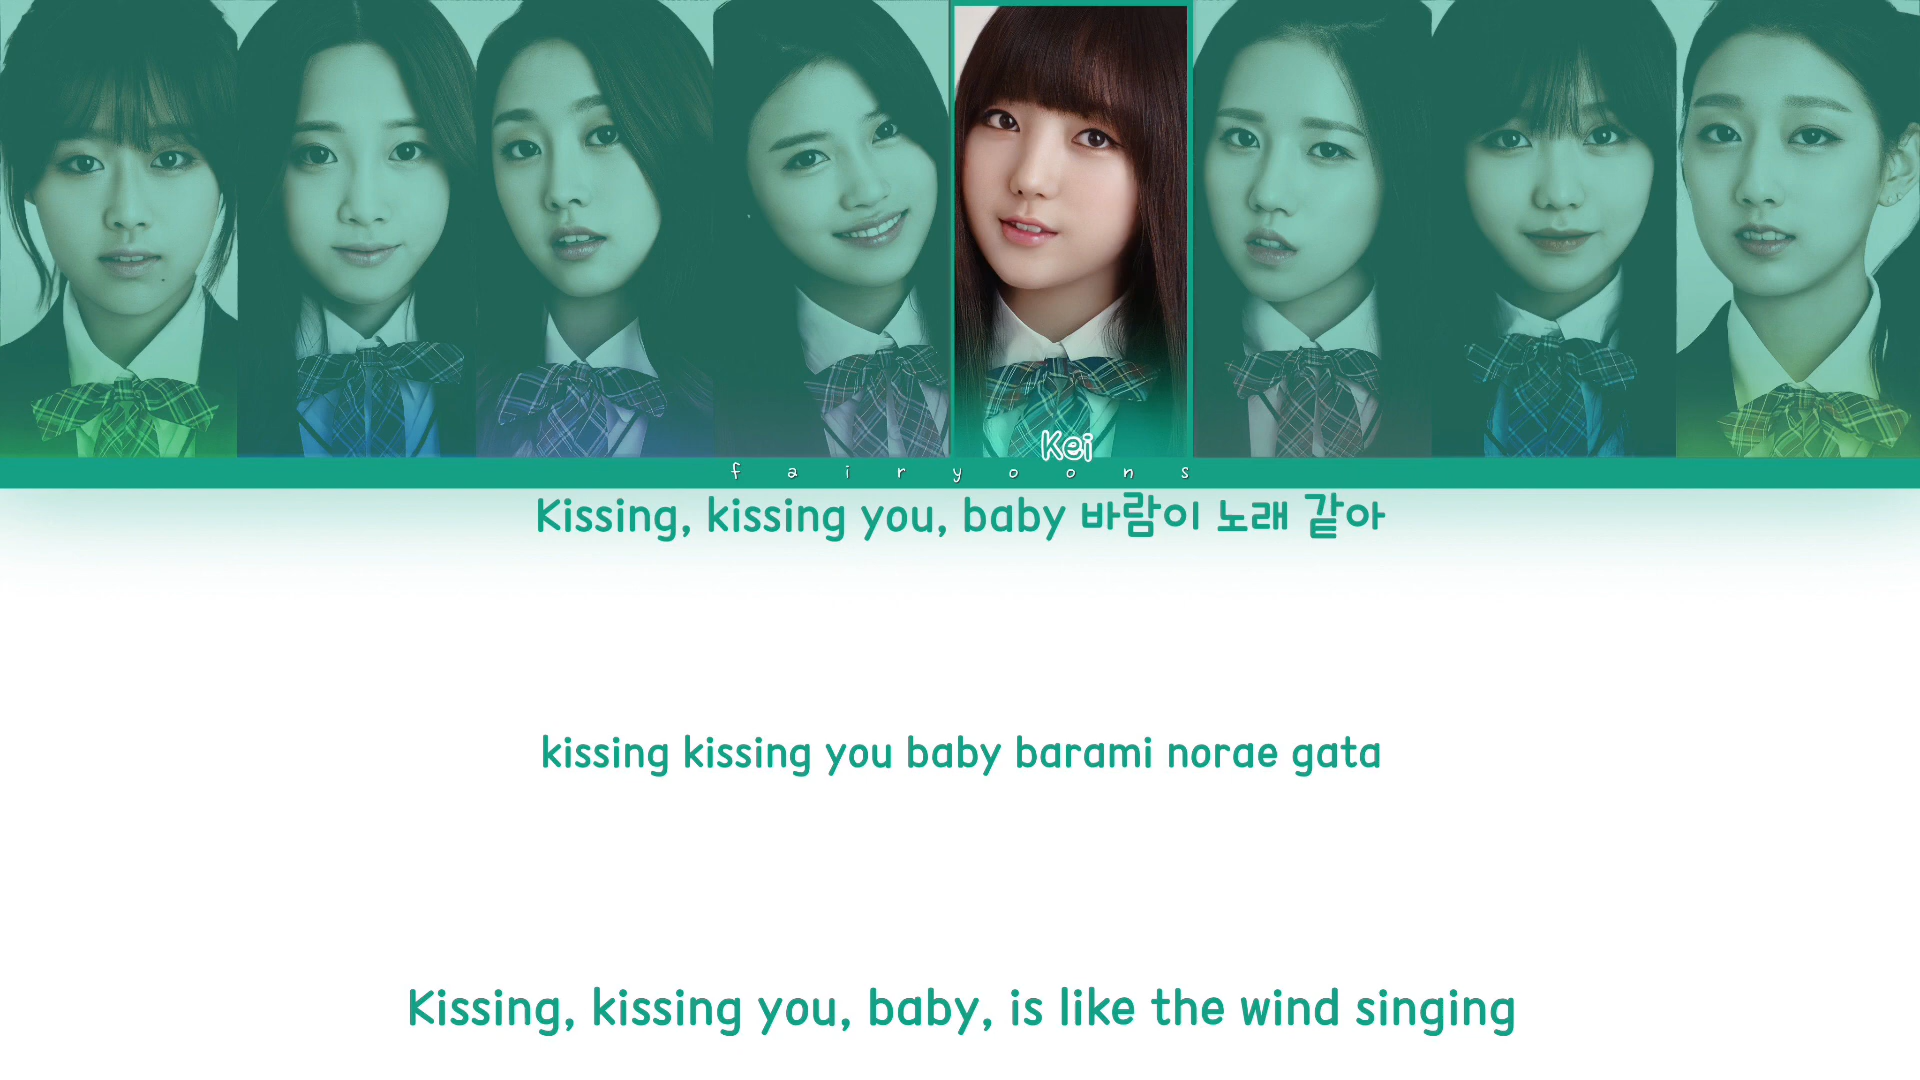 Kei
fairyoons
Kissing, kissing you, baby 바람이 노래 같아
kissing kissing you baby barami norae gata
Kissing, kissing you, baby, is like the wind singing